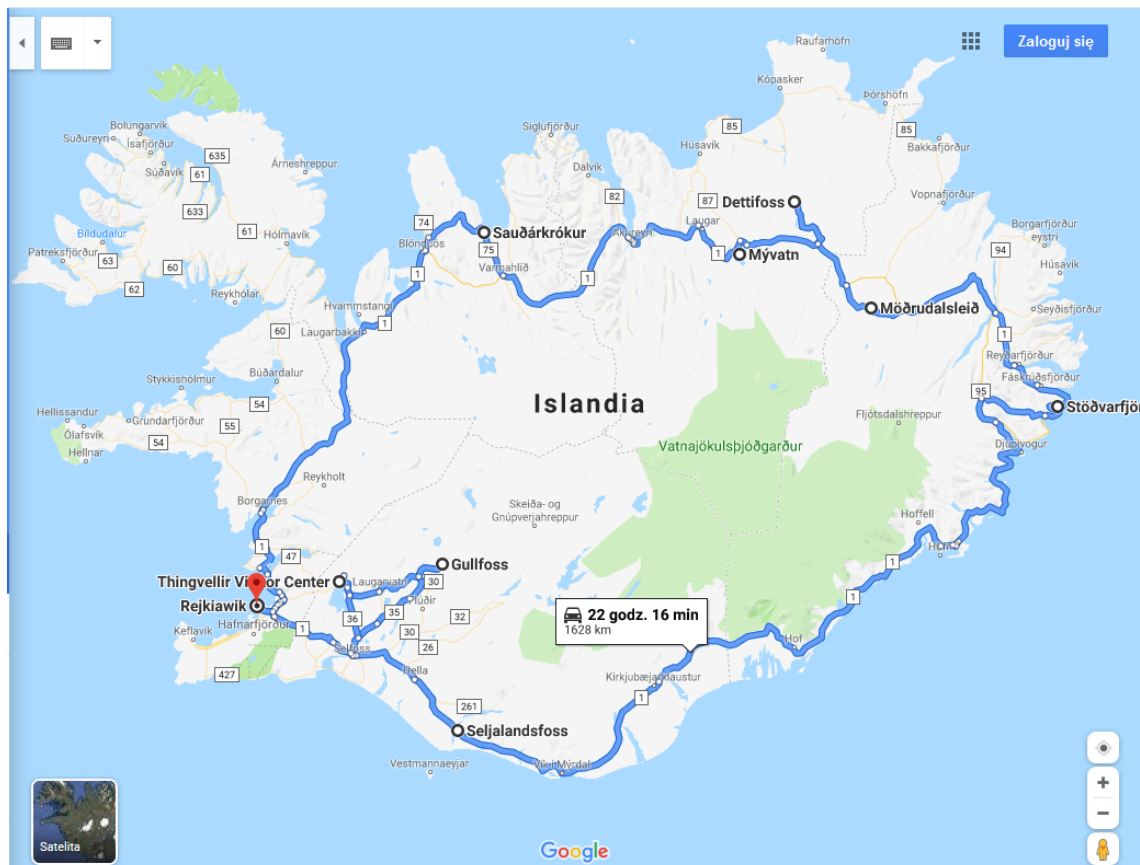 Zaloguj się
Raufarhöfn
Kópasker
Þórshöfn
Bolungarvík
Suðureyri
Ísafjörður
635
Siglufjörður
85
85
Húsavík
Bakkafjörður
Súðavík
61
Árneshreppur
Dalvík
Vopnafjörður
633
82
87
Dettifoss
Laugar
74
Sauðárkrókur
Borgarfjörður
eystri
61
Bíldudalur
Hólmavík
Blönduós
75
Akureyri
1
Mývatn
94
Patreksfjörður
63
60
Varmahlíð
Húsavík
62
Reykhólar
1
1
Hvammstangi
Möðrudalsleið
Seyðisfjörður
60
Laugarbakki
1
1
Reyðarfjörður
Búðardalur
Fáskrúðsfjörður
Stykkishólmur
95
Stöðvarfjör
Hellissandur
54
Islandia
Grundarfjörður
55
Fljótsdalshreppur
Ólafsvík
54
Hellnar
Vatnajökulsþjóðgarður
Djúpivogur
Reykholt
Borgarnes
Skeiða- og
Gnúpverjahreppur
Hoffell
1
47
Höfn
Gullfoss
1
Thingvellir Vi or Center
Laugarvatn
30
1
Rejkiawik
Flúðir
36
35
32
22 godz. 16 min
1628 km
Keflavik
Hafnarfjörður
1
30
26
Selfoss
Hof
427
Hella
Kirkjubæjarklaustur
1
261
Seljalandsfoss
Vestmannaeyjar
Vík í Mýrdal
Satelita
Google